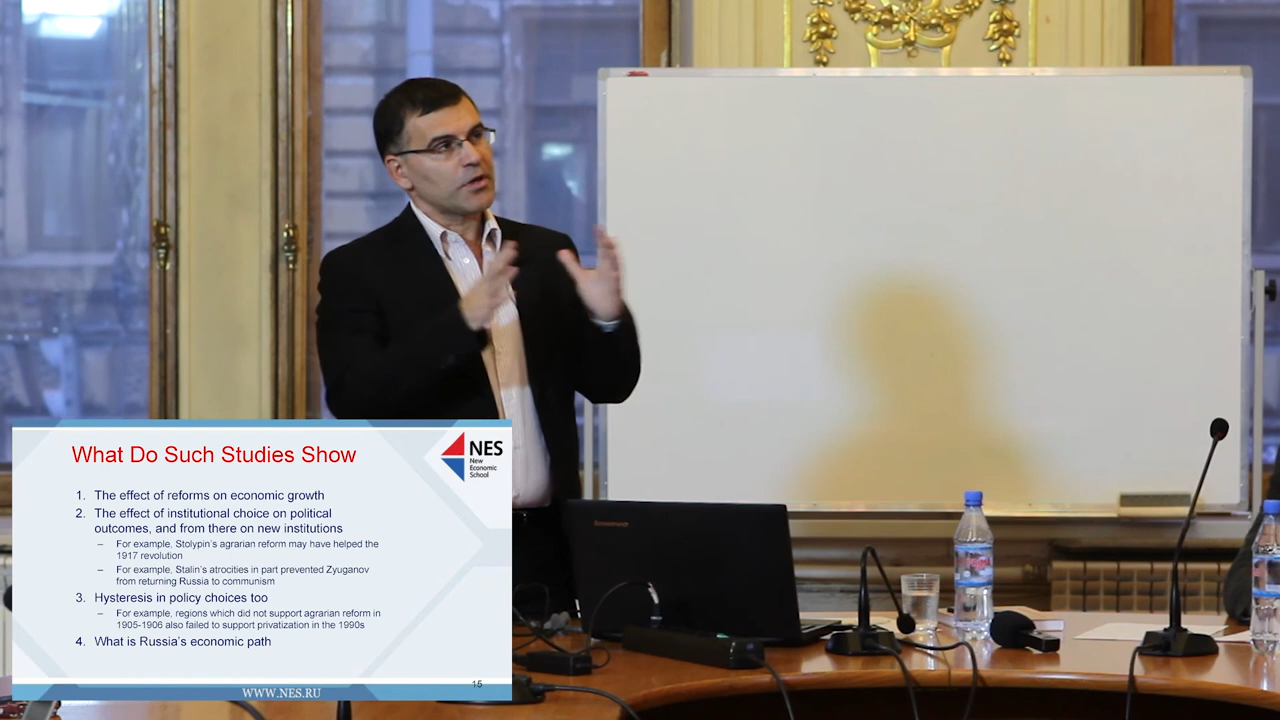 What Do Such Studies Show
NES
New
Economic
School
1. The effect of reforms on economic growth
2. The effect of institutional choice on political
outcomes, and from there on new institutions
– For example, Stolypin's agrarian reform may have helped the
1917 revolution
– For example, Stalin's atrocities in part prevented Zyuganov
from returning Russia to communism
3. Hysteresis in policy choices too
– For example, regions which did not support agrarian reform in
1905-1906 also failed to support privatization in the 1990s
4. What is Russia's economic path
15
WWW.NES.RU